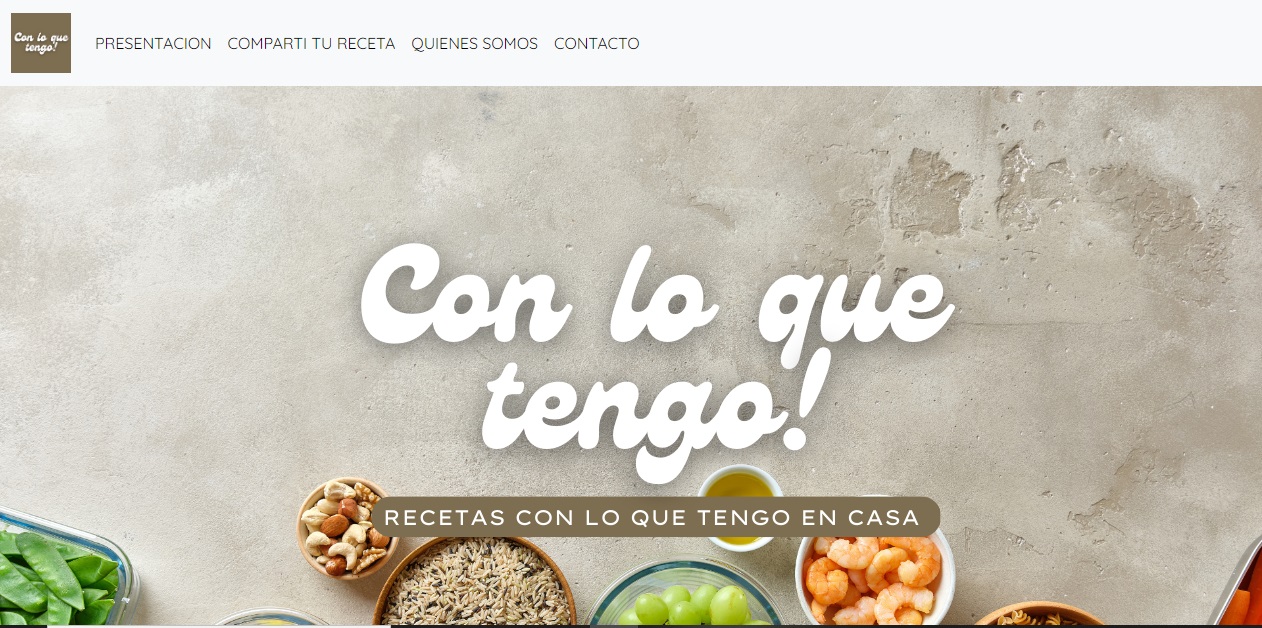 Con lo que
tengo!
PRESENTACION COMPARTI TU RECETA QUIENES SOMOS CONTACTO
Con lo que
tengo!
RECETAS CON LO QUE TENGO EN CASA